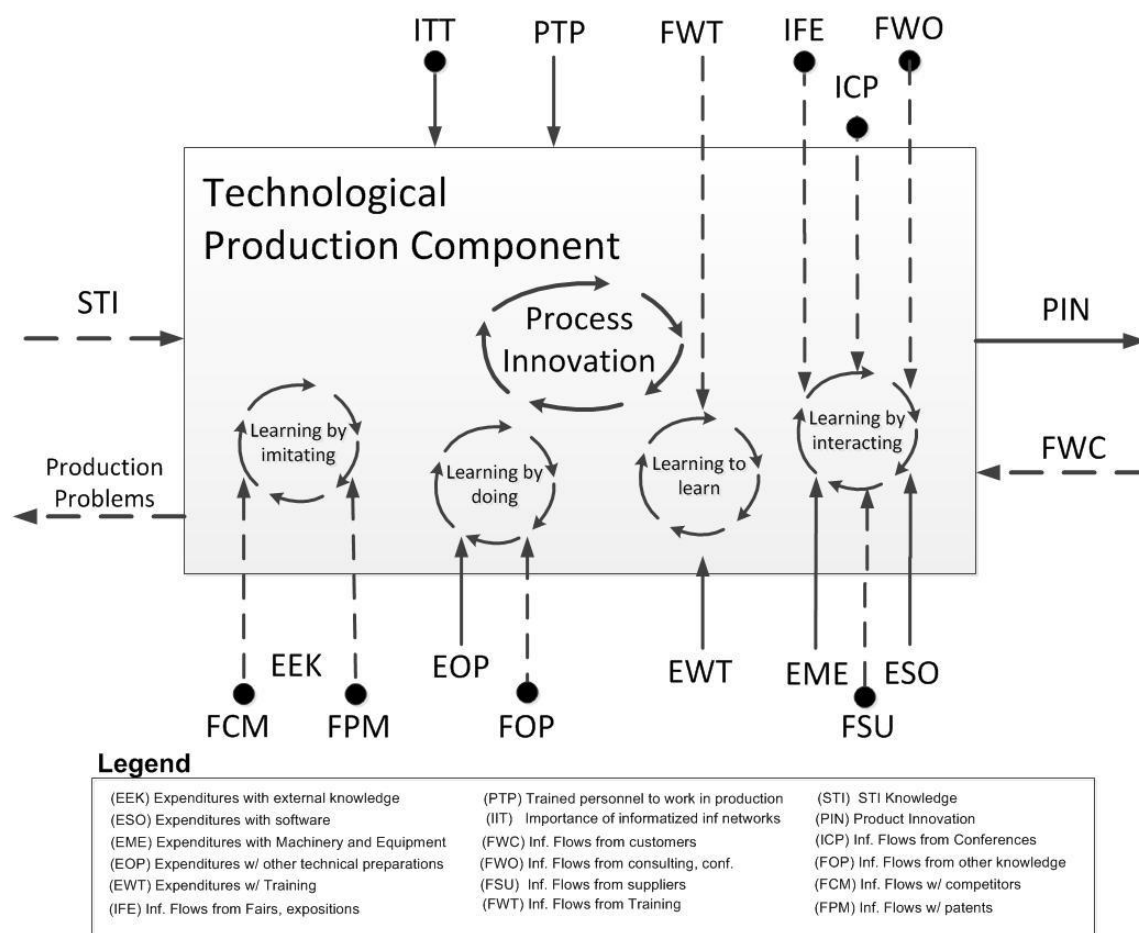 ITT
PTP
FWT
IFE
FWO
ICP
Technological
Production Component
STI
Process
Innovation
PIN
Learning by
imitating
Learning by
doing
Learning to
learn
Learning by
interacting
FWC
Production
Problems
EEK
EOP
EWT
EME
ESO
FCM
FPM
FOP
FSU
Legend
(EEK) Expenditures with external knowledge
(ESO) Expenditures with software
(EME) Expenditures with Machinery and Equipment
(EOP) Expenditures w/ other technical preparations
(EWT) Expenditures w/ Training
(IFE) Inf. Flows from Fairs, expositions
(PTP) Trained personnel to work in production
(IIT) Importance of informatized inf networks
(FWC) Inf. Flows from customers
(FWO) Inf. Flows from consulting, conf.
(FSU) Inf. Flows from suppliers
(FWT) Inf. Flows from Training
(STI) STI Knowledge
(PIN) Product Innovation
(ICP) Inf. Flows from Conferences
(FOP) Inf. Flows from other knowledge
(FCM) Inf. Flows w/ competitors
(FPM) Inf. Flows w/ patents